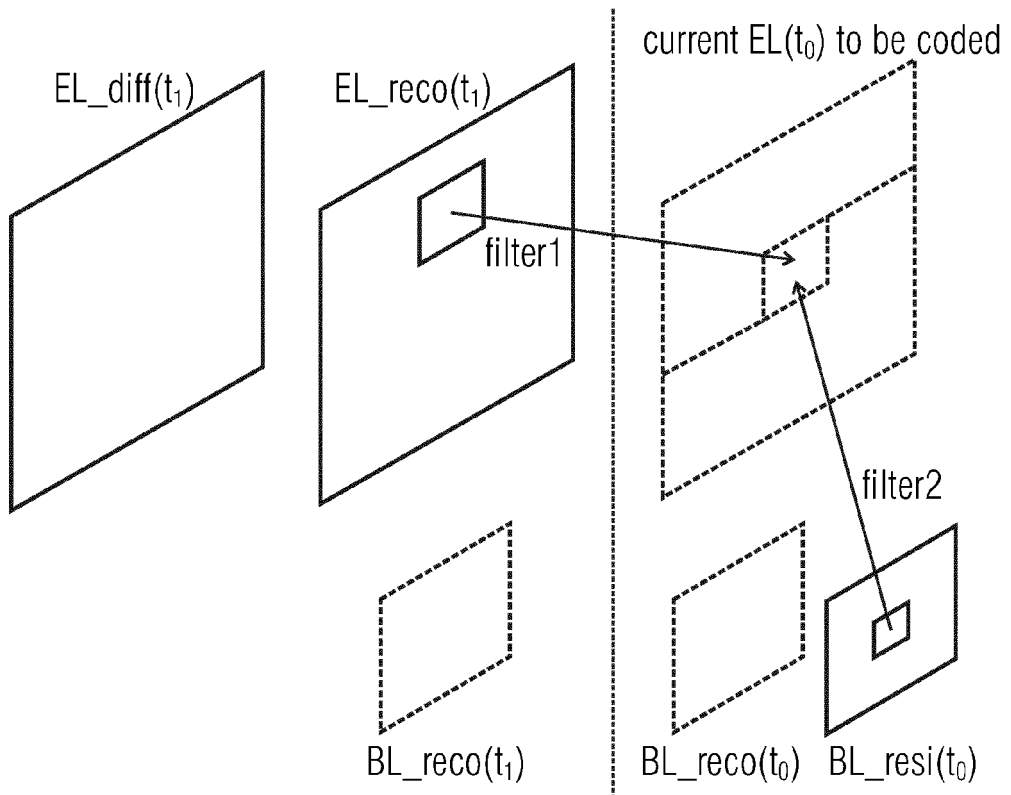 current EL(t₀) to be coded
EL_diff(t₁)
EL_reco(t₁)
filter1
filter2
BL_reco(t₁)
BL_reco(t₀)
BL_resi(t₀)